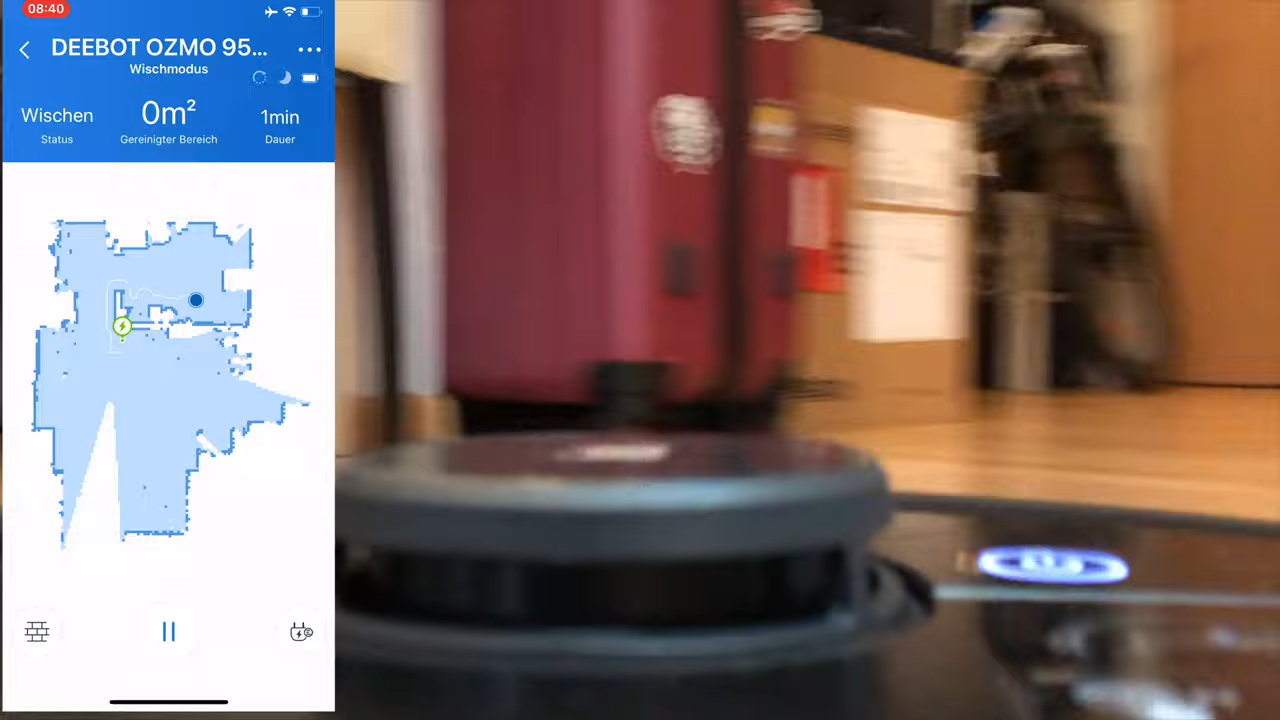 08:40
DEEBOT OZMO 95...
Wischmodus
Wischen
0m²
1min
Status
Gereinigter Bereich
Dauer